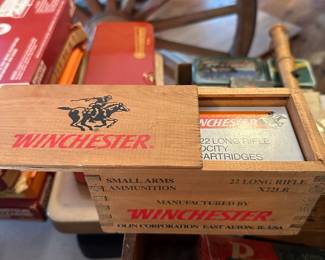 WINCHESTER
WINCHESTER
22 LONG RIFLE
OCITY
CARTRIDGES
SMALL ARMS
AMMUNITION
22 LONG RIFLE
X22LR
MANUFACTURED BY
WINCHESTER
OLIN CORPORATION EAST ALTON, IL. USA